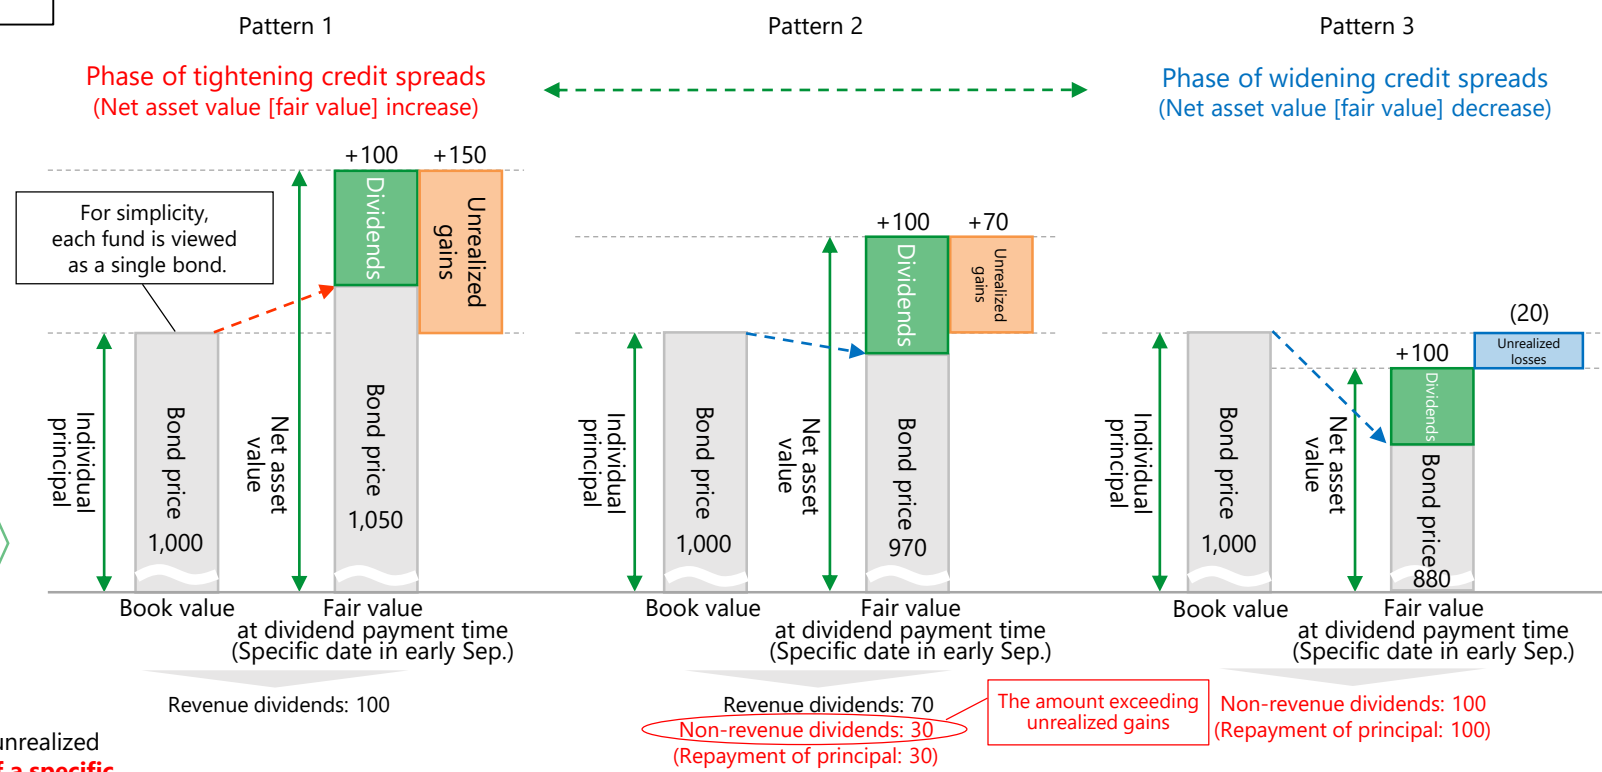 Pattern 1
Phase of tightening credit spreads
(Net asset value [fair value] increase)
+100
+150
For simplicity,
each fund is viewed
as a single bond.
Dividends
Unrealized
gains
Individual
principal
Bond price
1,000
Net asset
value
Bond price
1,050
Book value
Fair value
at dividend payment time
(Specific date in early Sep.)
Revenue dividends: 100
Pattern 2
+100
+70
Dividends
Unrealized
gains
Individual
principal
Bond price
1,000
Net asset
value
Bond price
970
Book value
Fair value
at dividend payment time
(Specific date in early Sep.)
Revenue dividends: 70
Non-revenue dividends: 30
(Repayment of principal: 30)
The amount exceeding
unrealized gains
Pattern 3
Phase of widening credit spreads
(Net asset value [fair value] decrease)
(20)
Unrealized
losses
+100
Dividends
Individual
principal
Bond price
1,000
Net asset
value
Bond price
880
Book value
Fair value
at dividend payment time
(Specific date in early Sep.)
Non-revenue dividends: 100
(Repayment of principal: 100)
unrealized
a specific